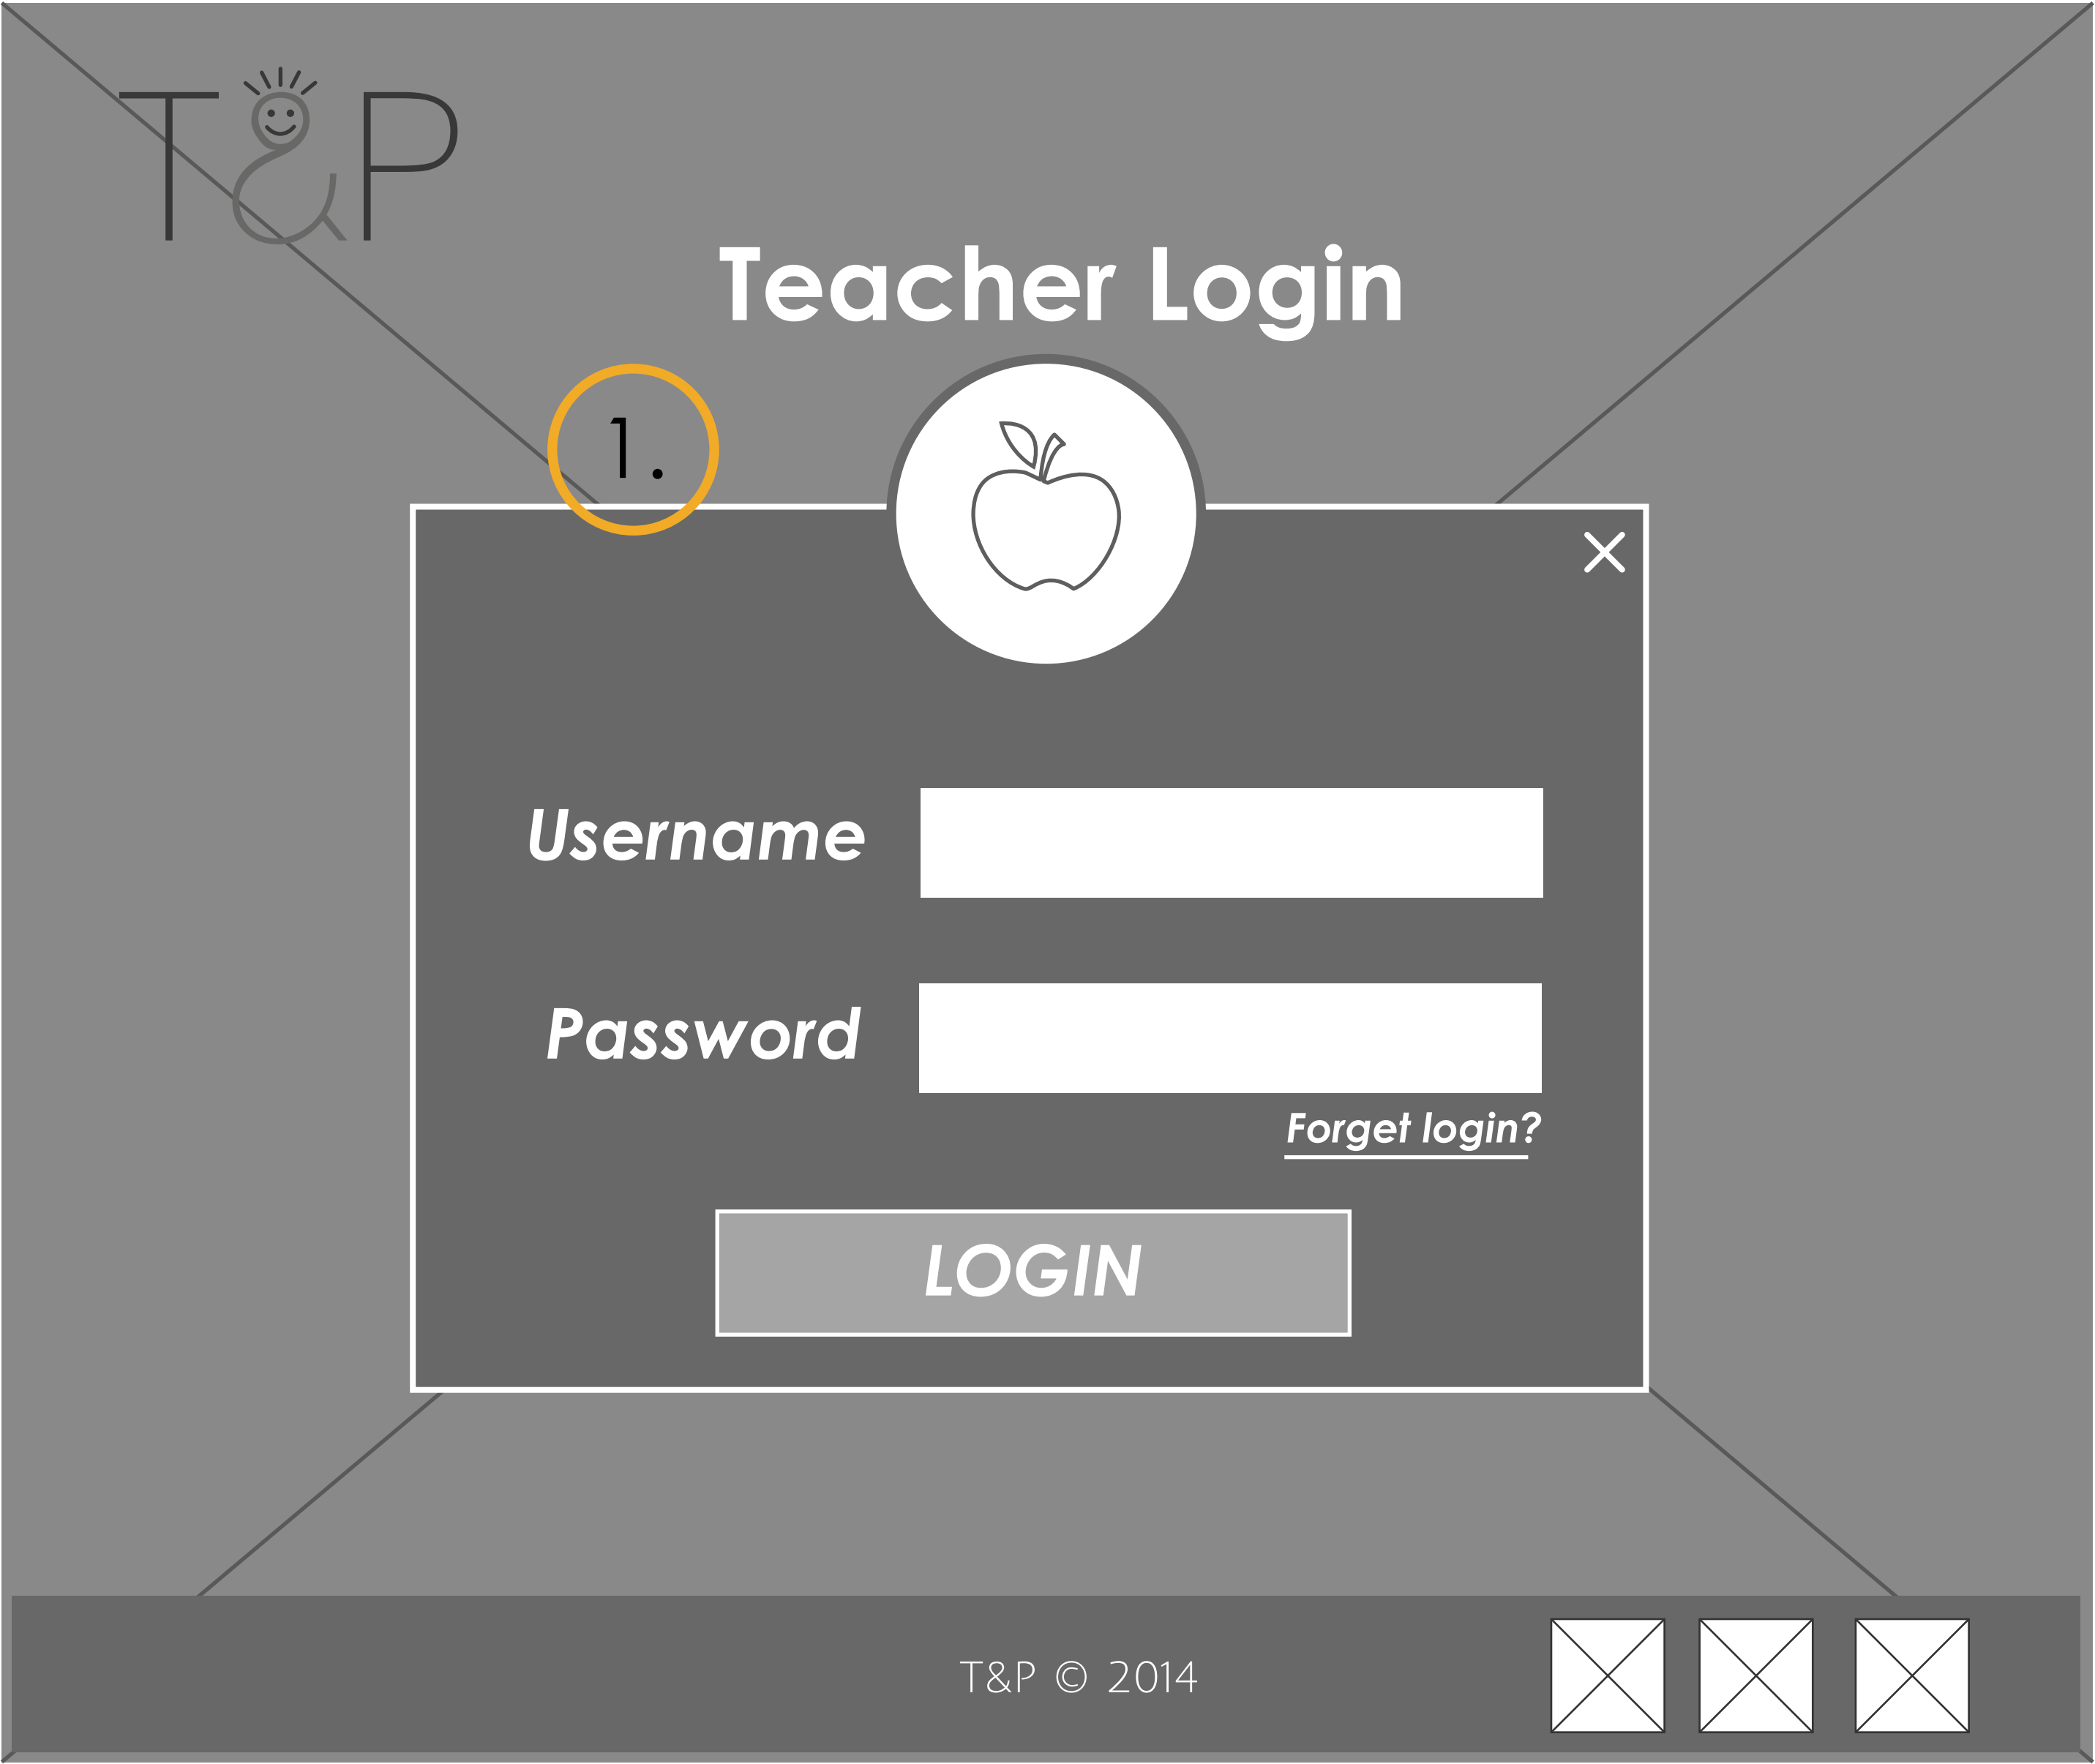 T&P
Teacher Login
1.
Username
Password
Forget login?
LOGIN
T&P © 2014